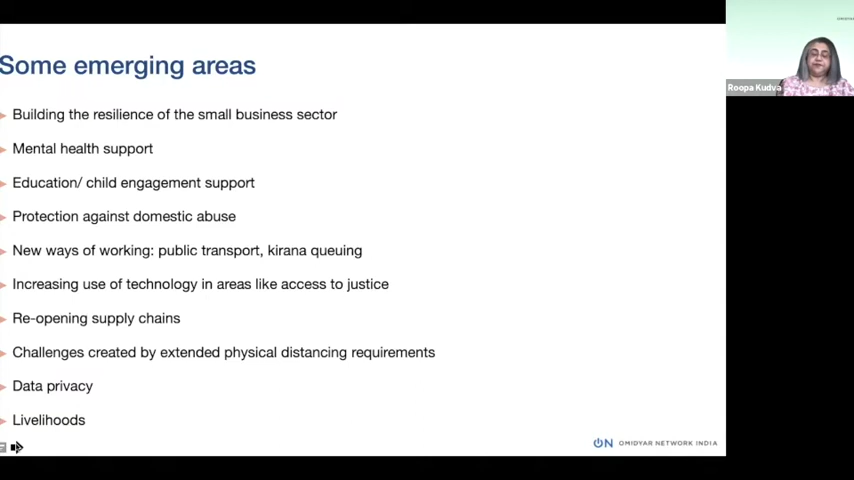 OMIDYAR
Some emerging areas
Roopa Kudva
Building the resilience of the small business sector
Mental health support
Education/ child engagement support
Protection against domestic abuse
New ways of working: public transport, kirana queuing
Increasing use of technology in areas like access to justice
Re-opening supply chains
Challenges created by extended physical distancing requirements
Data privacy
Livelihoods
ON OMIDYAR NETWORK INDIA